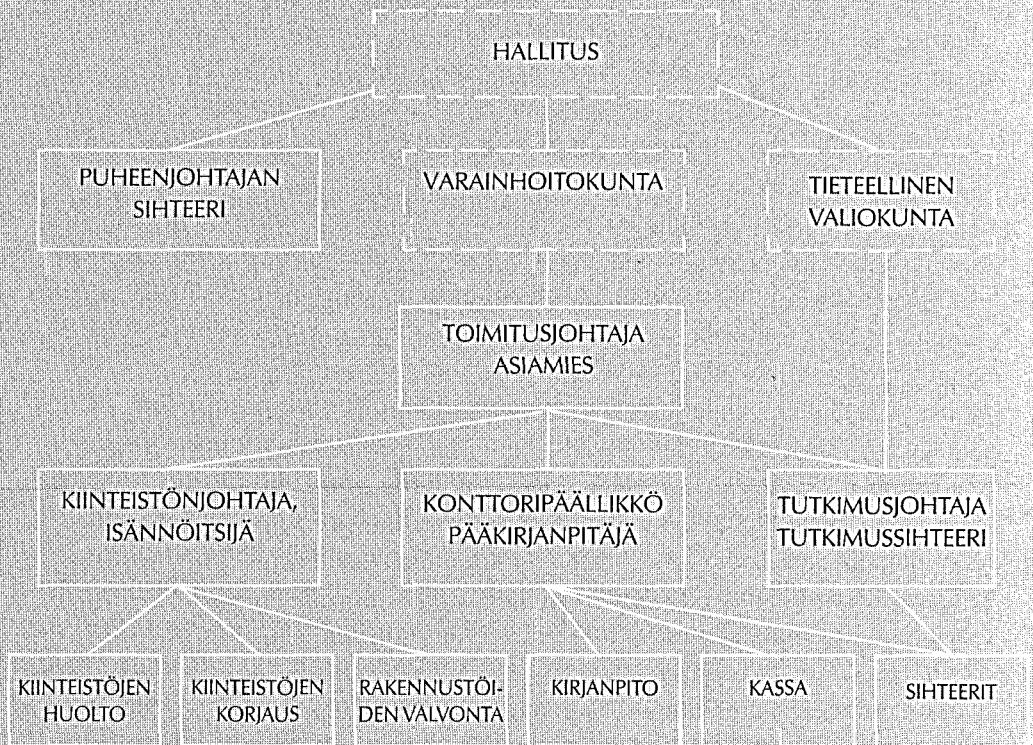 HALLITUS
PUHEENJOHTAJAN
SIHTEERI
VARAINHOITOKUNTA
TIETEELLINEN
VALIOKUNTA
TOIMITUSJOHTAJA
ASIAMIES
KIINTEISTÖNJOHTAJA,
ISÄNNÖITSIJÄ
KONTTORIPÄÄLLIKKÖ
PÄÄKIRJANPITÄJÄ
TUTKIMUSJOHTAJA
TUTKIMUSSIHTEERI
KIINTEISTÖJEN
HUOLTO
KIINTEISTÖJEN
KORJAUS
RAKENNUSTÖI-
DEN VALVONTA
KIRJANPITO
KASSA
SIHTEERIT